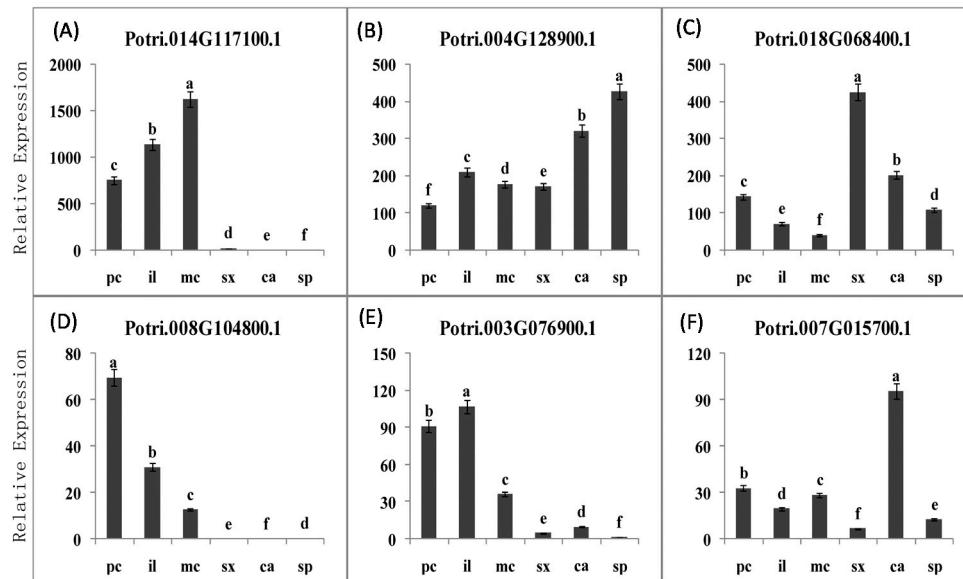 (A) Potri.014G117100.1
Relative Expression
2000
1500
1000
500
0
c b a d e f
pc il mc sx ca sp
(B) Potri.004G128900.1
500
400
300
200
100
0
f c d e b a
pc il mc sx ca sp
(C) Potri.018G068400.1
500
400
300
200
100
0
c e f a b d
pc il mc sx ca sp
(D) Potri.008G104800.1
Relative Expression
80
60
40
20
0
a b c e f d
pc il mc sx ca sp
(E) Potri.003G076900.1
150
120
90
60
30
0
b a c e d f
pc il mc sx ca sp
(F) Potri.007G015700.1
120
90
60
30
0
b d c f a e
pc il mc sx ca sp